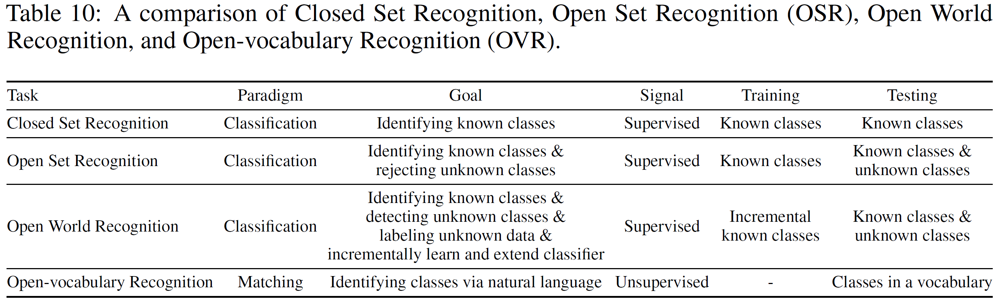 Table 10: A comparison of Closed Set Recognition, Open Set Recognition (OSR), Open World
Recognition, and Open-vocabulary Recognition (OVR).
Task Paradigm Goal Signal Training Testing
Closed Set Recognition Classification Identifying known classes Supervised Known classes Known classes
Open Set Recognition Classification Identifying known classes &
rejecting unknown classes Supervised Known classes Known classes &
unknown classes
Open World Recognition Classification Identifying known classes &
detecting unknown classes &
labeling unknown data &
incrementally learn and extend classifier Supervised Incremental
known classes Known classes &
unknown classes
Open-vocabulary Recognition Matching Identifying classes via natural language Unsupervised - Classes in a vocabulary